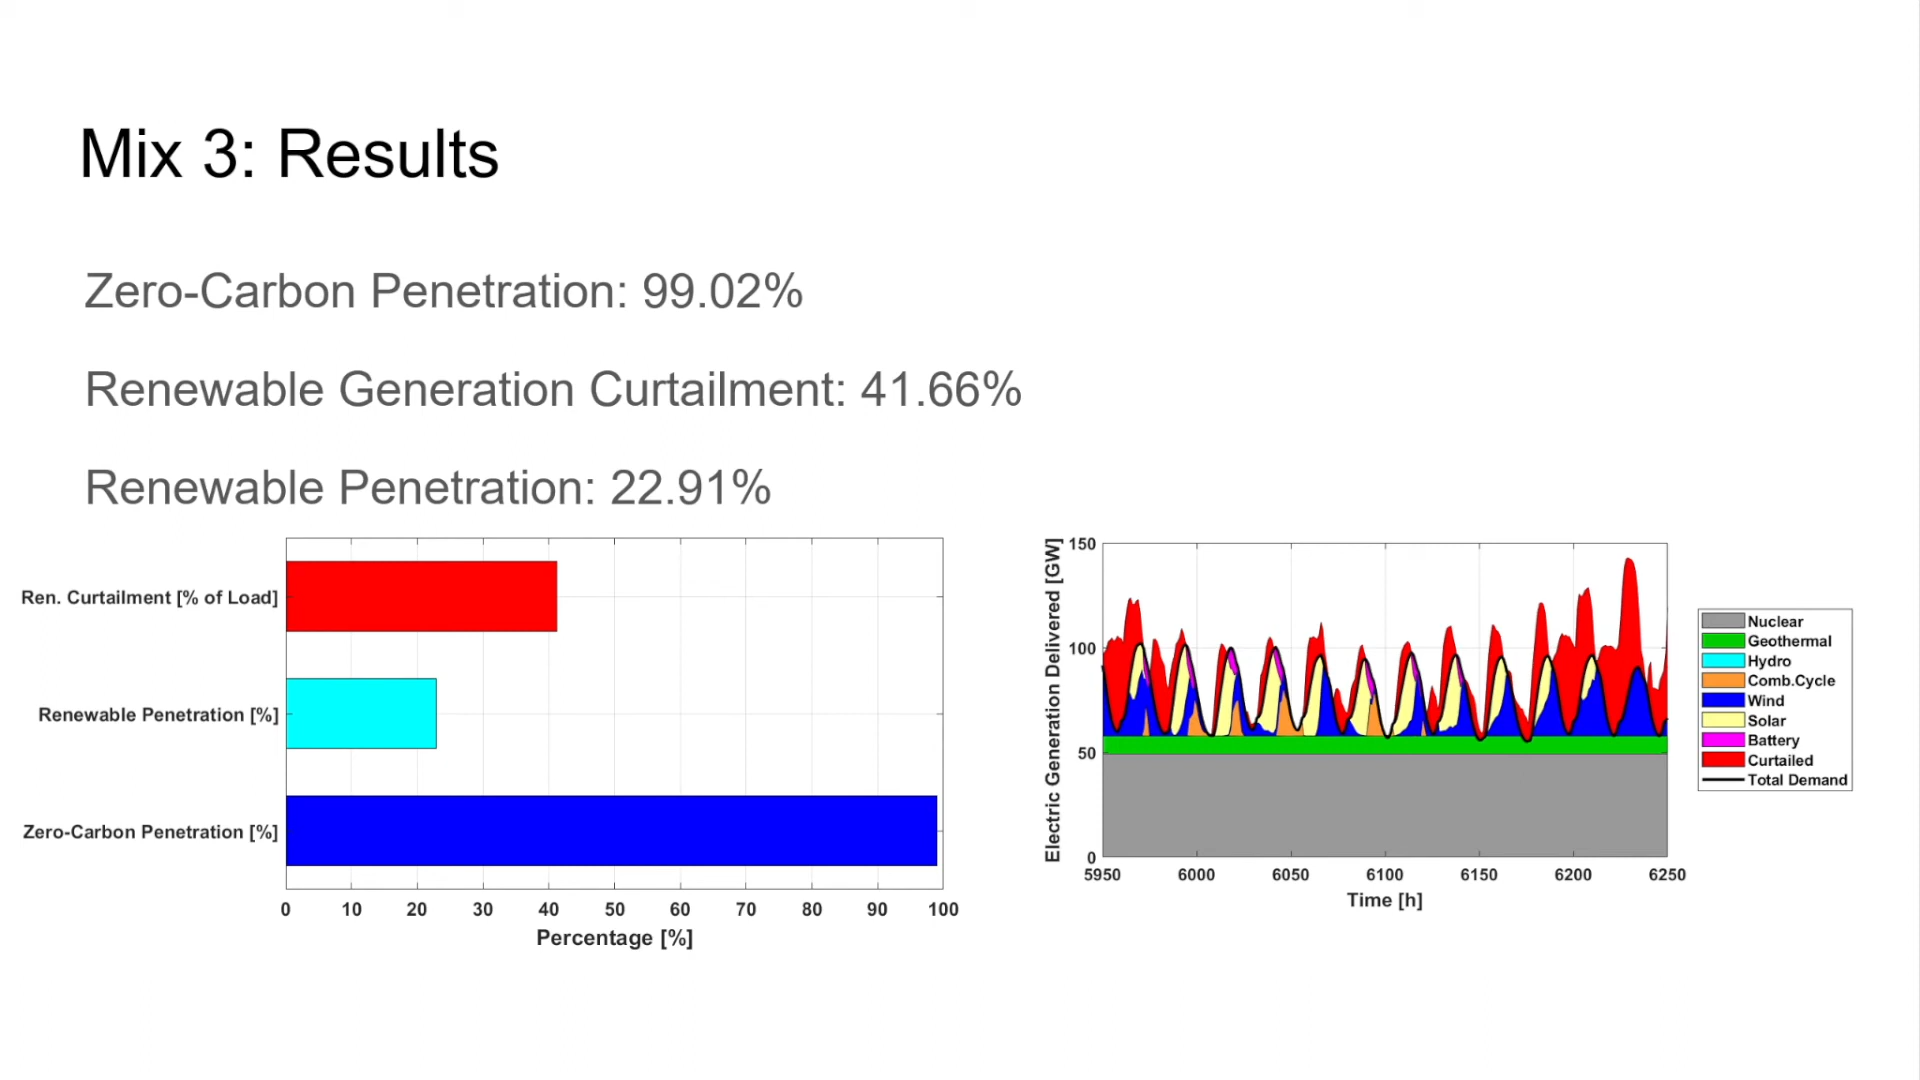 Mix 3: Results
Zero-Carbon Penetration: 99.02%
Renewable Generation Curtailment: 41.66%
Renewable Penetration: 22.91%
Ren. Curtailment [% of Load]
Renewable Penetration [%]
Zero-Carbon Penetration [%]
0 10 20 30 40 50 60 70 80 90 100
Percentage [%]
Electric Generation Delivered [GW]
150
100
50
0
5950 6000 6050 6100 6150 6200 6250
Time [h]
Nuclear
Geothermal
Hydro
Comb.Cycle
Wind
Solar
Battery
Curtailed
Total Demand